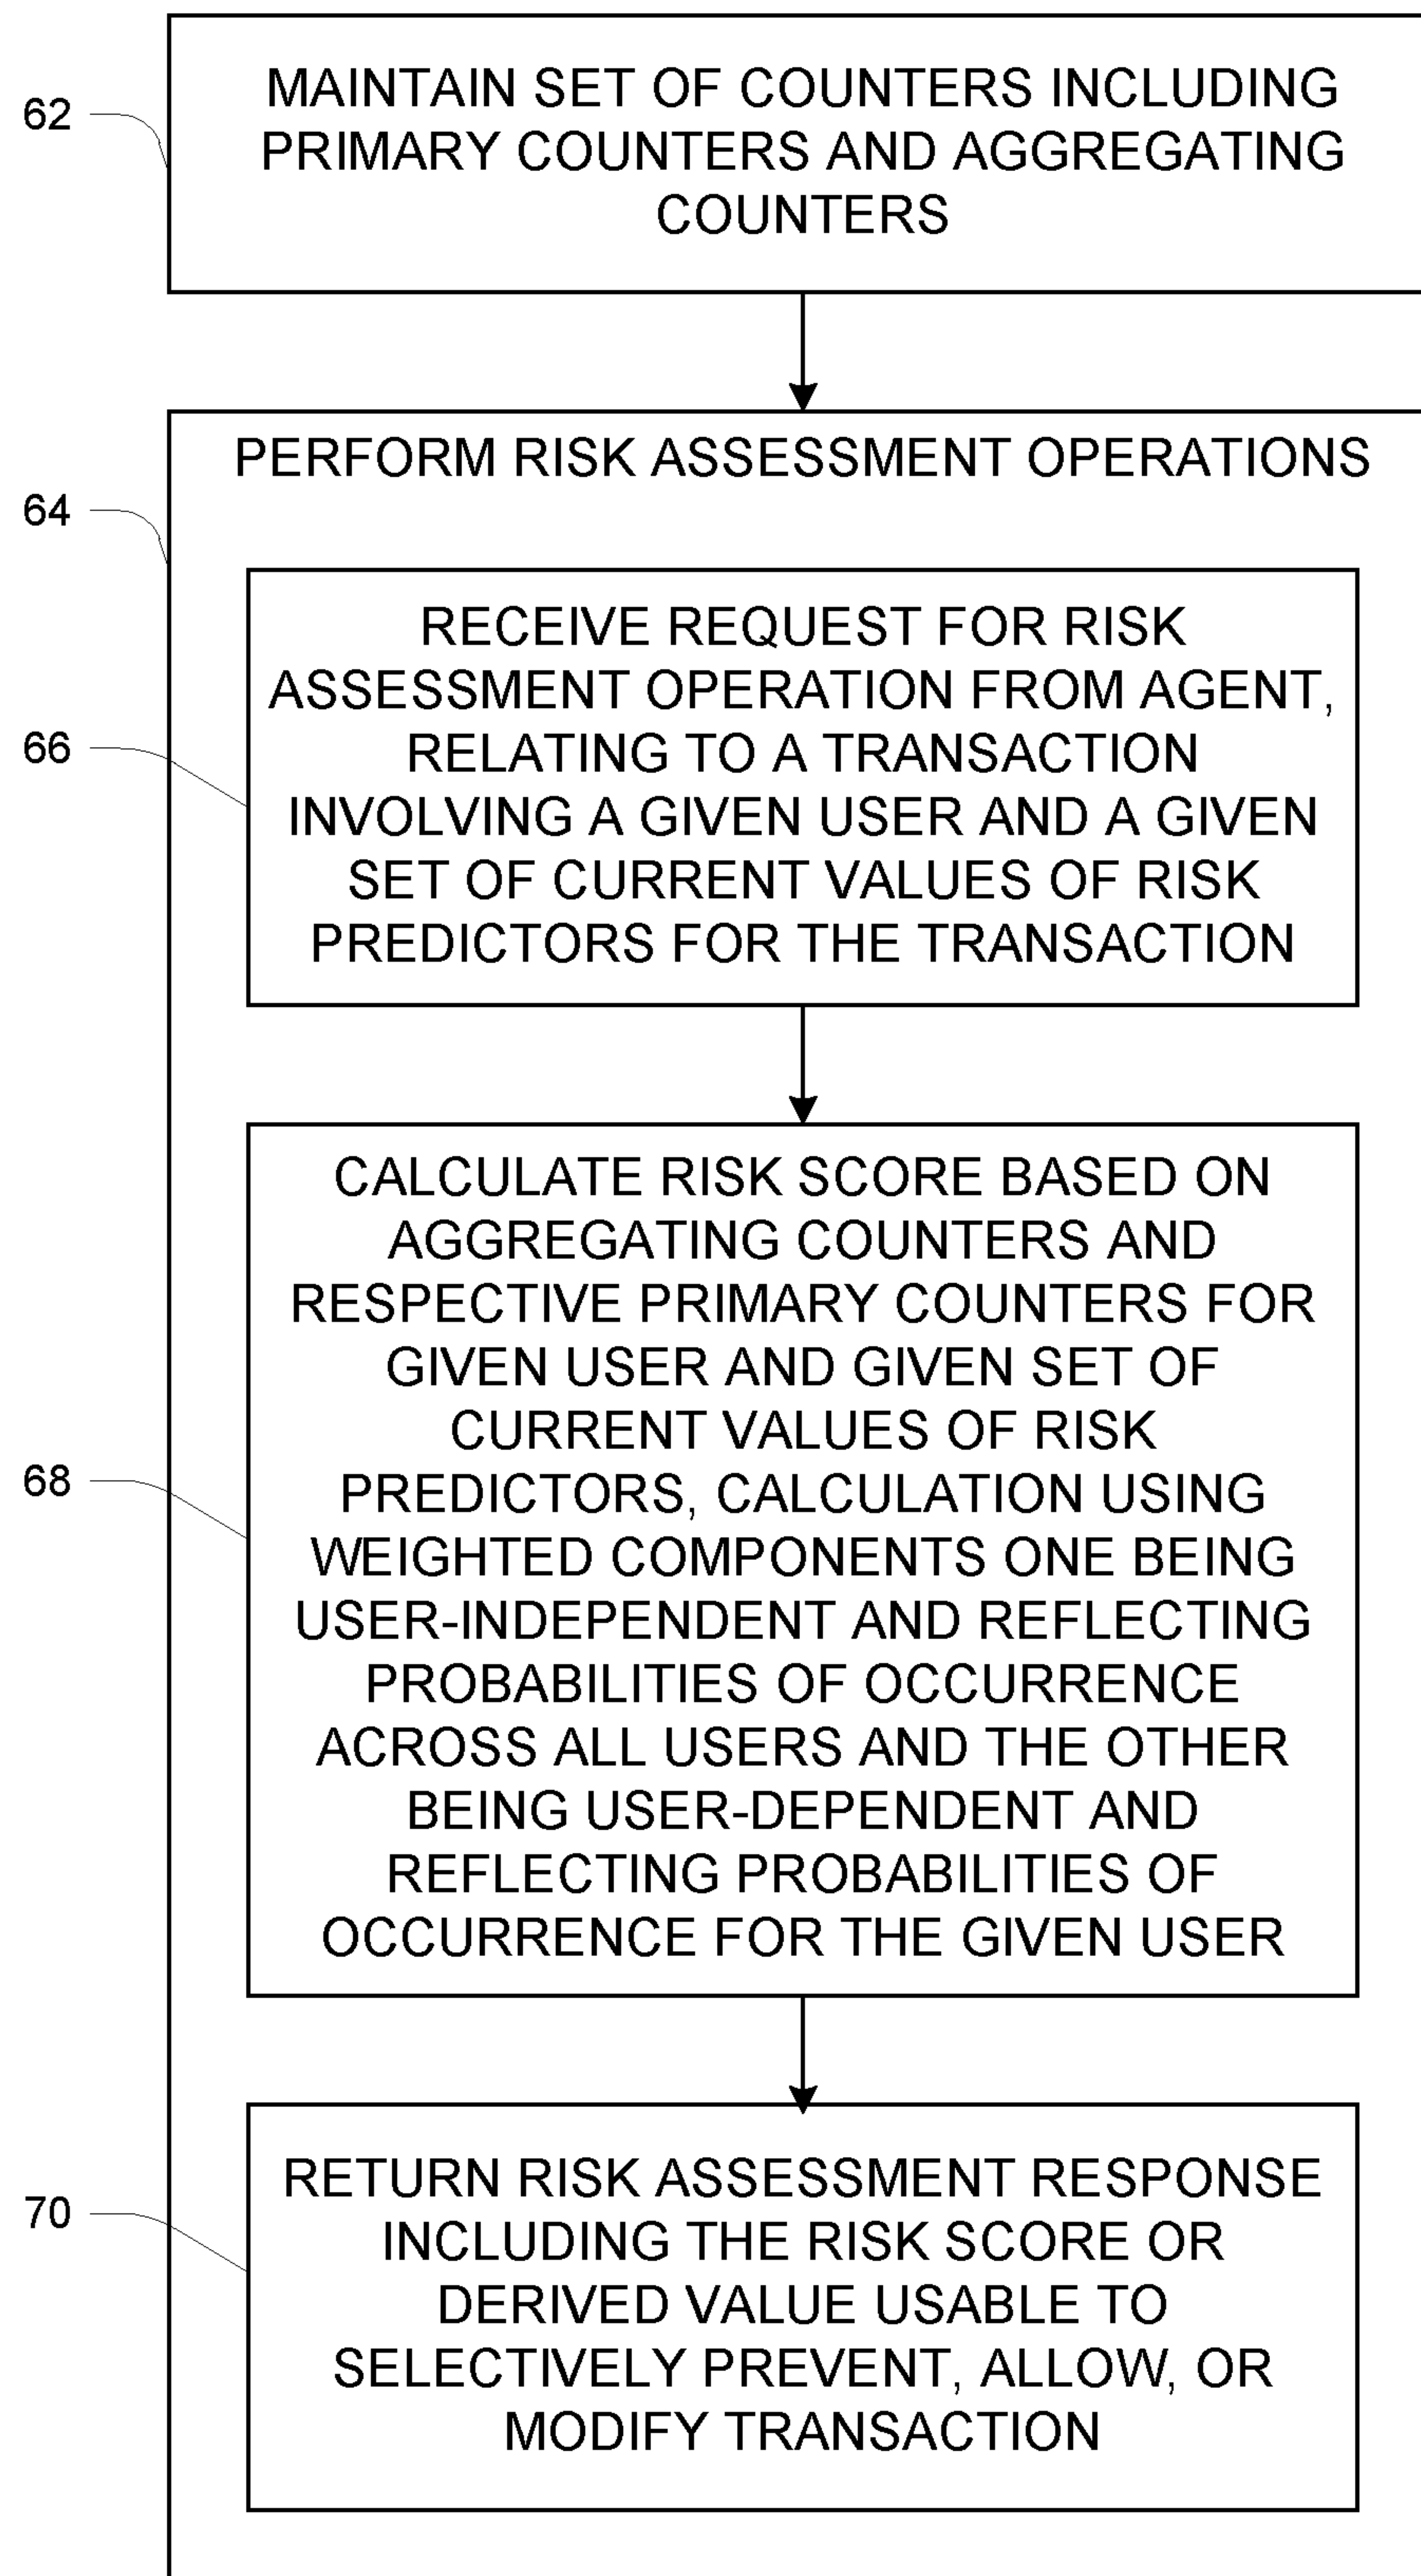 62
MAINTAIN SET OF COUNTERS INCLUDING
PRIMARY COUNTERS AND AGGREGATING
COUNTERS
PERFORM RISK ASSESSMENT OPERATIONS
64
RECEIVE REQUEST FOR RISK
ASSESSMENT OPERATION FROM AGENT,
RELATING TO A TRANSACTION
INVOLVING A GIVEN USER AND A GIVEN
SET OF CURRENT VALUES OF RISK
PREDICTORS FOR THE TRANSACTION
66
CALCULATE RISK SCORE BASED ON
AGGREGATING COUNTERS AND
RESPECTIVE PRIMARY COUNTERS FOR
GIVEN USER AND GIVEN SET OF
CURRENT VALUES OF RISK
PREDICTORS, CALCULATION USING
WEIGHTED COMPONENTS ONE BEING
USER-INDEPENDENT AND REFLECTING
PROBABILITIES OF OCCURRENCE
ACROSS ALL USERS AND THE OTHER
BEING USER-DEPENDENT AND
REFLECTING PROBABILITIES OF
OCCURRENCE FOR THE GIVEN USER
68
RETURN RISK ASSESSMENT RESPONSE
INCLUDING THE RISK SCORE OR
DERIVED VALUE USABLE TO
SELECTIVELY PREVENT, ALLOW, OR
MODIFY TRANSACTION
70